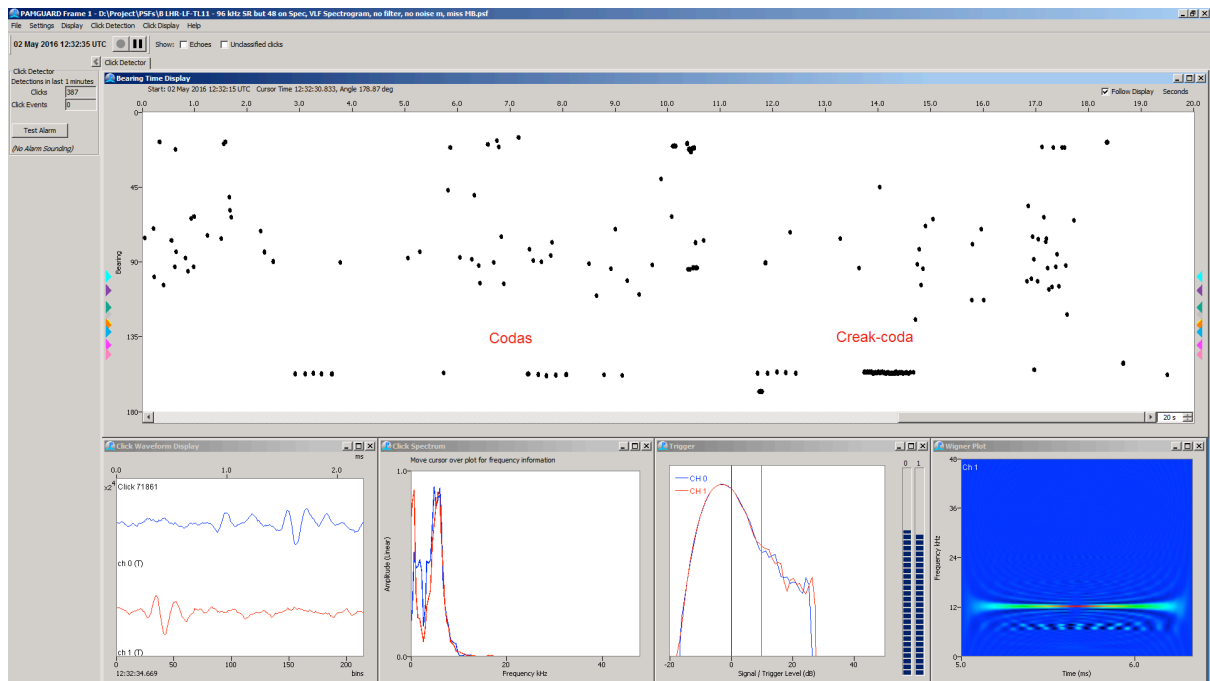 PAMGUARD Frame 1 - D:\Project\PSFs\B LHR-LF-TL11 - 96 kHz SR but 48 on Spec, VLF Spectrogram, no filter, no noise m, miss MB.psf
File Settings Display Click Detection Click Display Help
02 May 2016 12:32:35 UTC Show: Echoes Unclassified clicks
Click Detector
Detections in last 1 minutes
Clicks 387
Click Events 0
Test Alarm
(No Alarm Sounding)
Click Detector
Bearing Time Display
Start: 02 May 2016 12:32:15 UTC Cursor Time 12:32:30.833, Angle 178.87 deg
Follow Display Seconds
0.0 1.0 2.0 3.0 4.0 5.0 6.0 7.0 8.0 9.0 10.0 11.0 12.0 13.0 14.0 15.0 16.0 17.0 18.0 19.0 20.0
0
45
90
135
180
Bearing
Codas
Creak-coda
20 s
Click Waveform Display
ms
0.0 1.0 2.0
x2^4
Click 71861
ch 0 (T)
ch 1 (T)
0 50 100 150 200
12:32:34.669 bins
Click Spectrum
Move cursor over plot for frequency information
1.0
Amplitude (Linear)
0.0
0 20 40
Frequency kHz
Trigger
CH 0
CH 1
-20 0 20 40
Signal / Trigger Level (dB)
0 1
Wigner Plot
Ch 1
48
36
24
12
0
Frequency kHz
5.0 6.0
Time (ms)